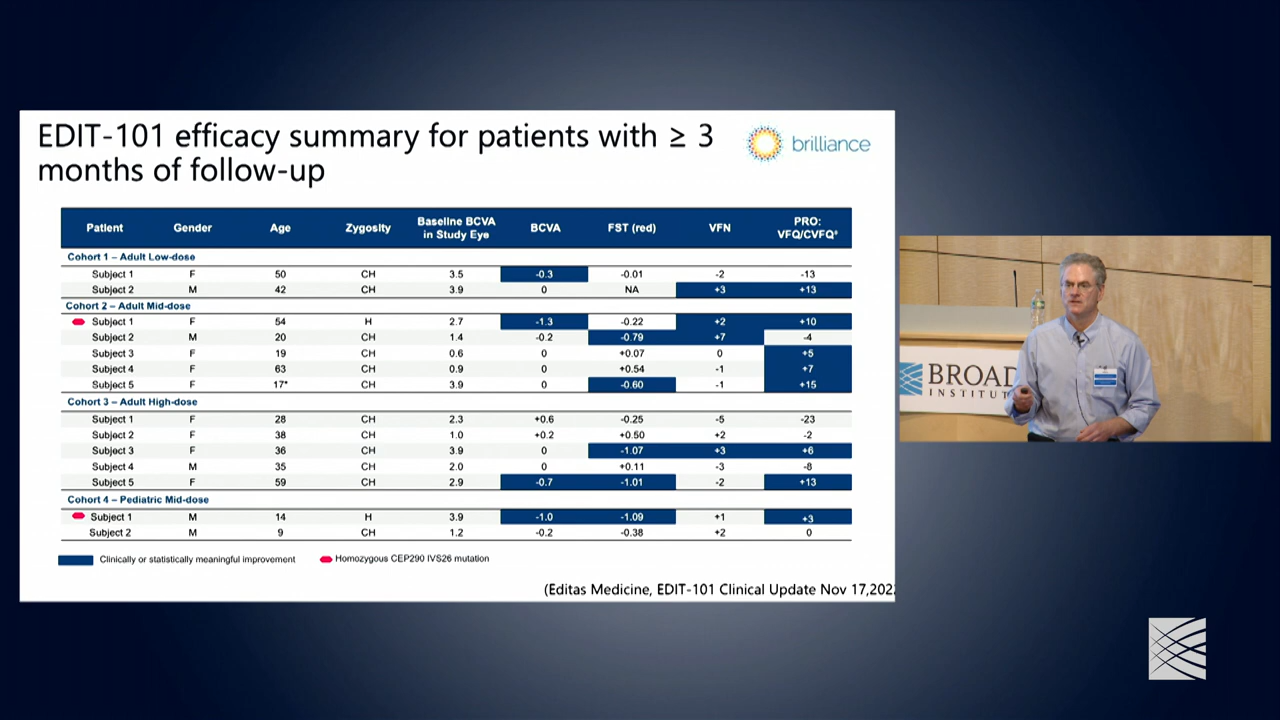 EDIT-101 efficacy summary for patients with ≥ 3
months of follow-up
brilliance
Patient Gender Age Zygosity Baseline BCVA in Study Eye BCVA FST (red) VFN PRO: VFQ/CVFQ+
Cohort 1 – Adult Low-dose
Subject 1 F 50 CH 3.5 -0.3 -0.01 -2 -13
Subject 2 M 42 CH 3.9 0 NA +3 +13
Cohort 2 – Adult Mid-dose
Subject 1 F 54 H 2.7 -1.3 -0.22 +2 +10
Subject 2 M 20 CH 1.4 -0.2 -0.79 +7 -4
Subject 3 F 19 CH 0.6 0 +0.07 0 +5
Subject 4 F 63 CH 0.9 0 +0.54 -1 +7
Subject 5 F 17* CH 3.9 0 -0.60 -1 +15
Cohort 3 – Adult High-dose
Subject 1 F 28 CH 2.3 +0.6 -0.25 -5 -23
Subject 2 F 38 CH 1.0 +0.2 +0.50 +2 -2
Subject 3 F 36 CH 3.9 0 -1.07 +3 +6
Subject 4 M 35 CH 2.0 0 +0.11 -3 -8
Subject 5 F 59 CH 2.9 -0.7 -1.01 -2 +13
Cohort 4 – Pediatric Mid-dose
Subject 1 M 14 H 3.9 -1.0 -1.09 +1 +3
Subject 2 M 9 CH 1.2 -0.2 -0.38 +2 0
Clinically or statistically meaningful improvement Homozygous CEP290 IVS26 mutation
(Editas Medicine, EDIT-101 Clinical Update Nov 17,202
BROAD
INSTITUT